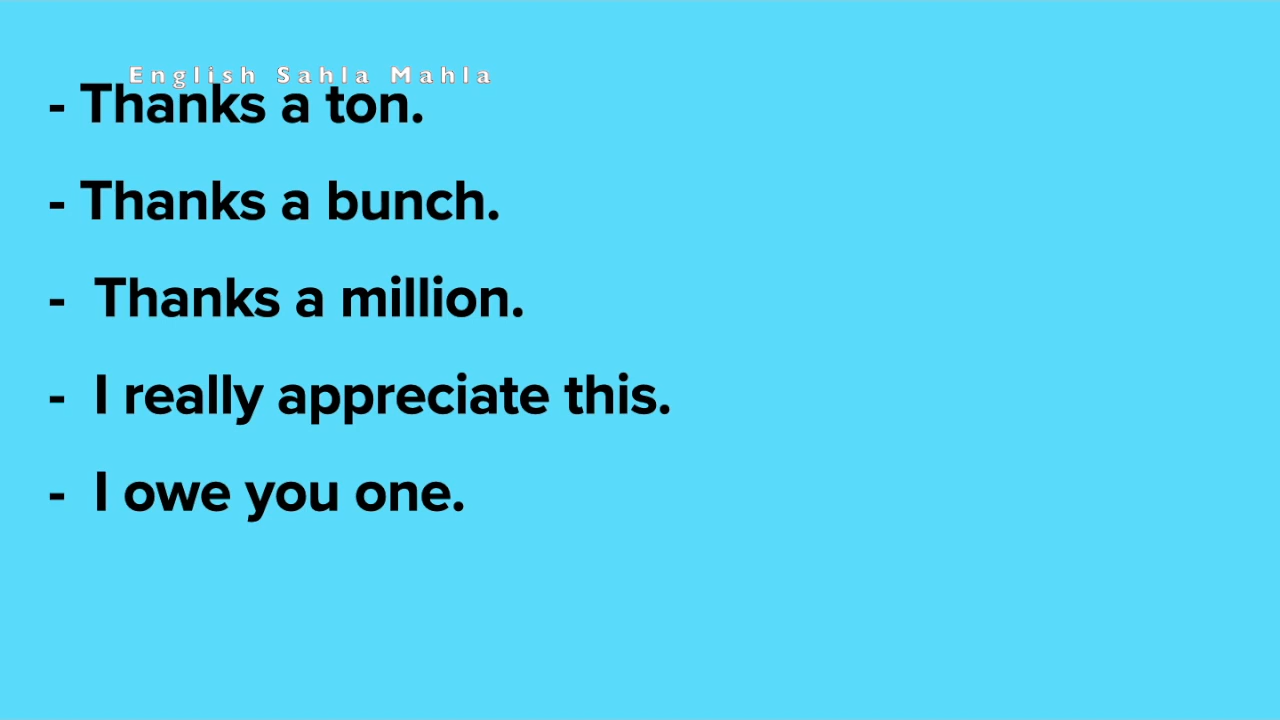 English Sahla Mahla
- Thanks a ton.
- Thanks a bunch.
- Thanks a million.
- I really appreciate this.
- I owe you one.